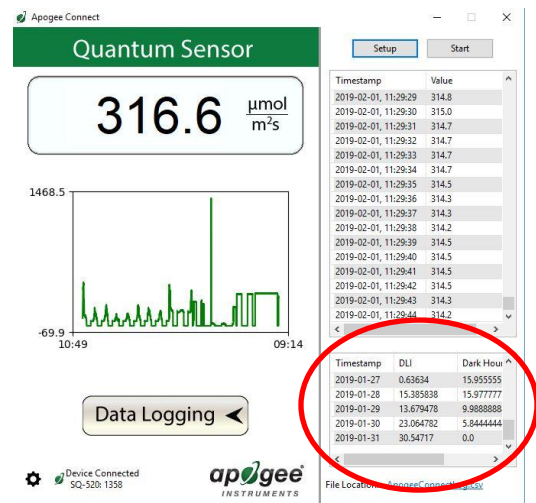 Apogee Connect
Quantum Sensor
316.6 µmol
m²s
1468.5
-69.9
10:49 09:14
Data Logging
Device Connected
SQ-520: 1358
apogee
INSTRUMENTS
Setup Start
Timestamp Value
2019-02-01, 11:29:29 314.8
2019-02-01, 11:29:30 315.0
2019-02-01, 11:29:31 314.7
2019-02-01, 11:29:32 314.7
2019-02-01, 11:29:33 314.7
2019-02-01, 11:29:34 314.7
2019-02-01, 11:29:35 314.5
2019-02-01, 11:29:36 314.3
2019-02-01, 11:29:37 314.3
2019-02-01, 11:29:38 314.2
2019-02-01, 11:29:39 314.5
2019-02-01, 11:29:40 314.5
2019-02-01, 11:29:41 314.5
2019-02-01, 11:29:42 314.5
2019-02-01, 11:29:43 314.3
2019-02-01, 11:29:44 314.2
Timestamp DLI Dark Hour
2019-01-27 0.63634 15.955555
2019-01-28 15.385838 15.977777
2019-01-29 13.679478 9.9888888
2019-01-30 23.064782 5.8444444
2019-01-31 30.54717 0.0
File Location: ApogeeConnectLog.csv